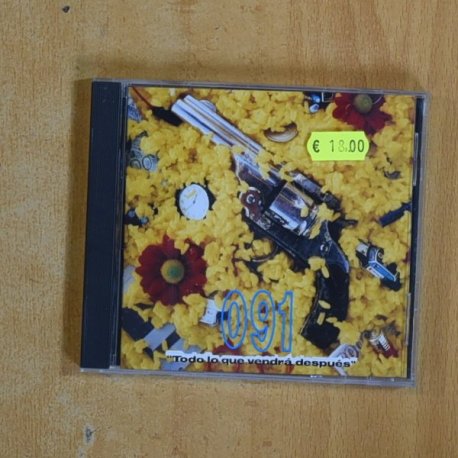 € 18.00
091
"Todo lo que vendrá después"